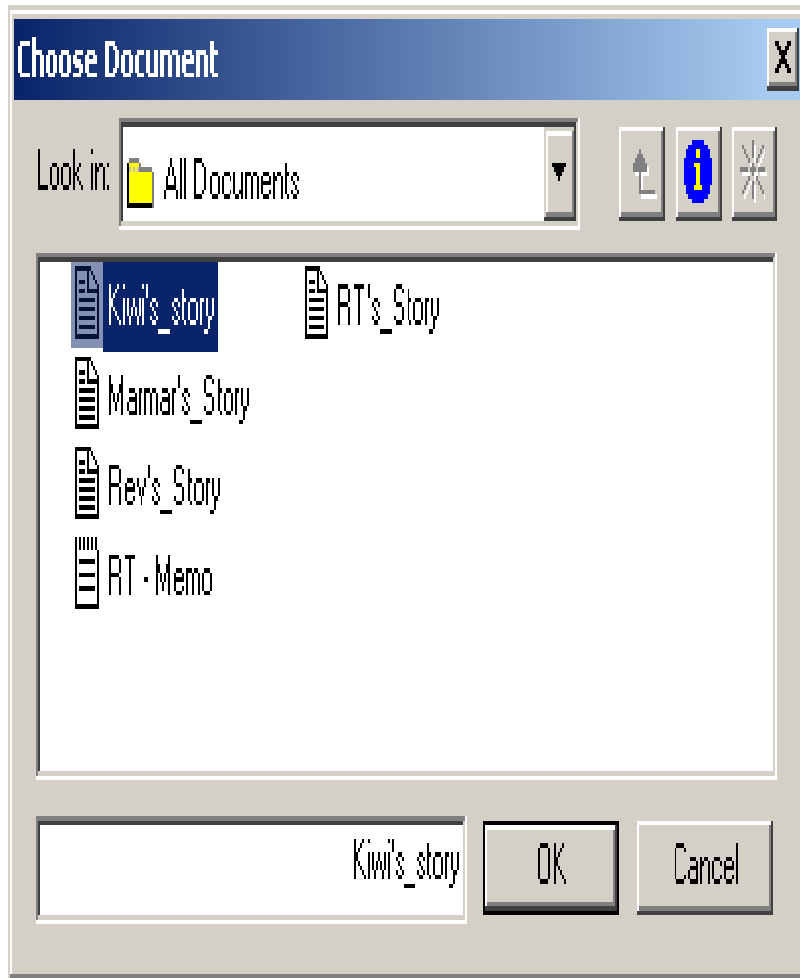 Choose Document
Look in: All Documents
Kiwi's_story
RT's_Story
Marmar's_Story
Rev's_Story
RT - Memo
Kiwi's_story
OK
Cancel